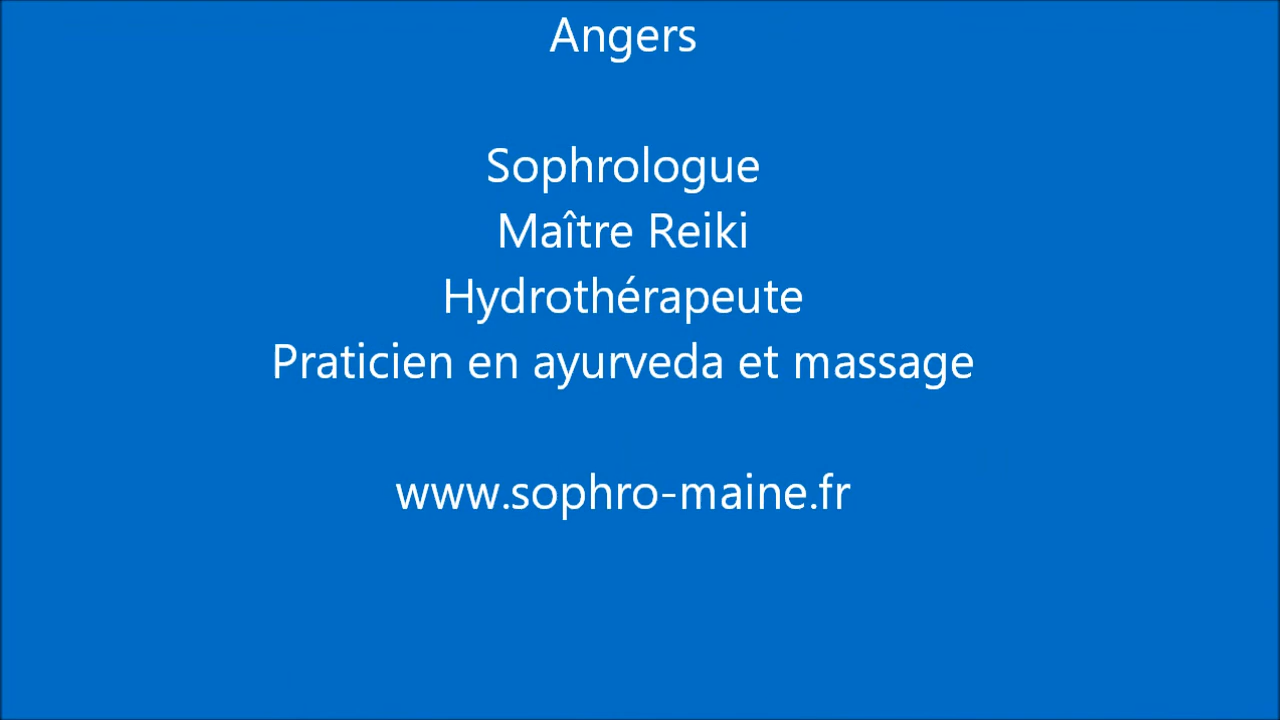 Angers
Sophrologue
Maître Reiki
Hydrothérapeute
Praticien en ayurveda et massage
www.sophro-maine.fr